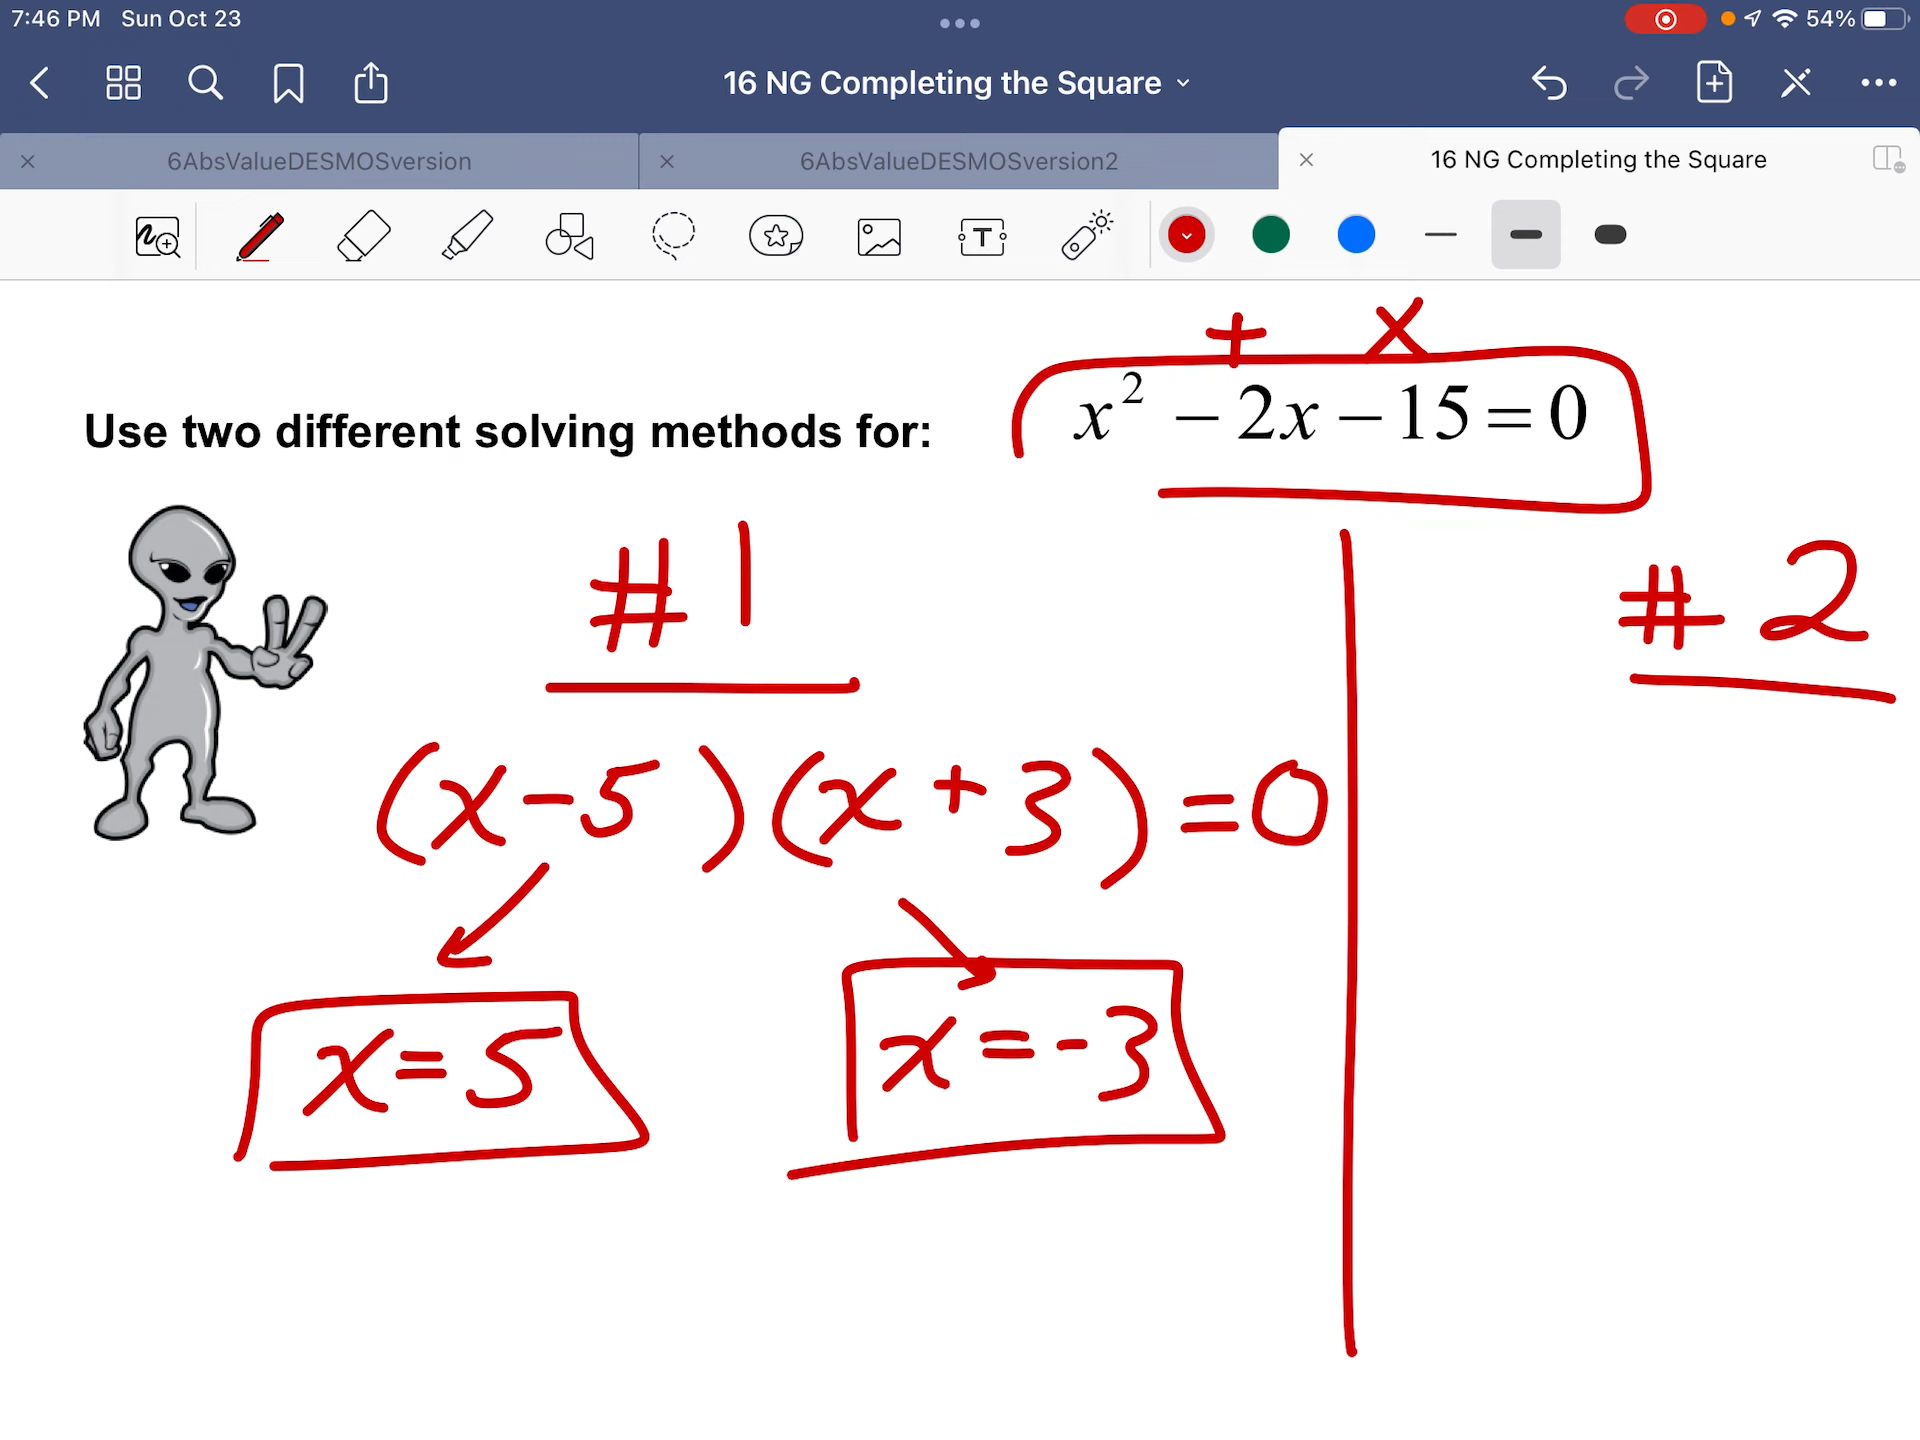 7:46 PM Sun Oct 23
54%
16 NG Completing the Square
6AbsValueDESMOSversion
6AbsValueDESMOSversion2
16 NG Completing the Square
T
+ x
Use two different solving methods for: x² − 2x − 15 = 0
#1
#2
(x-5)(x+3)=0
x=5
x=-3